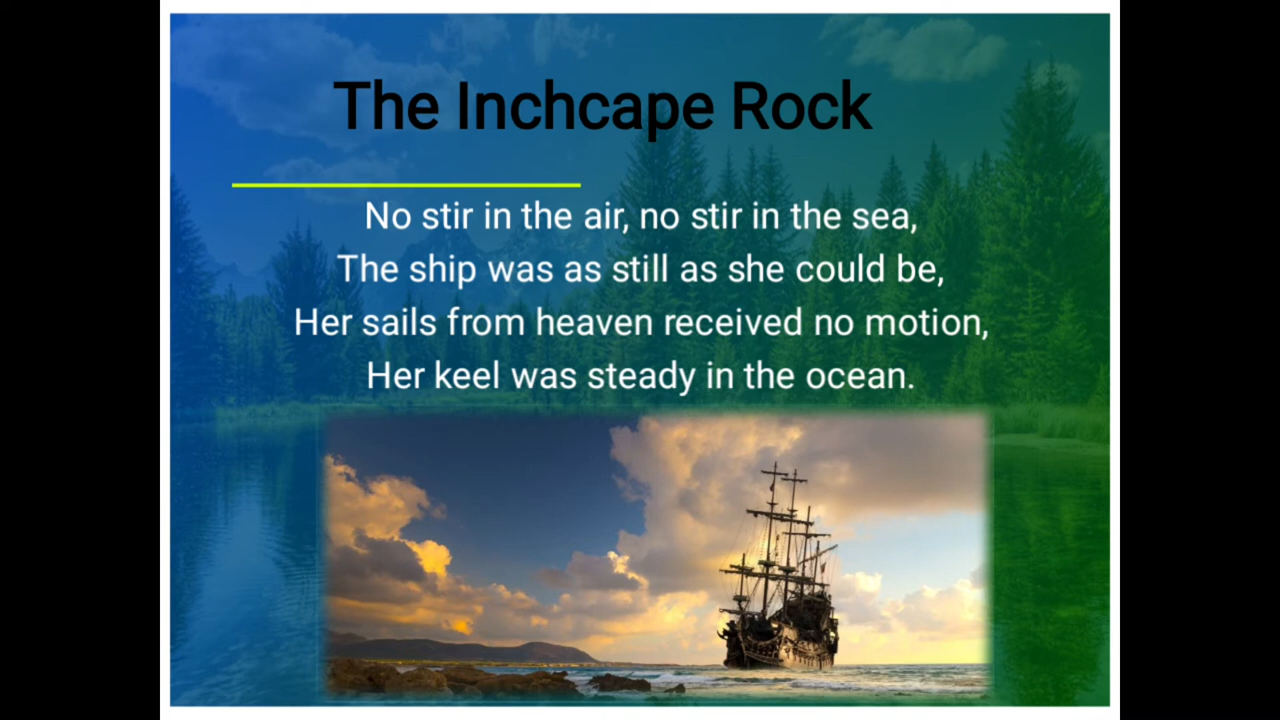 The Inchcape Rock
No stir in the air, no stir in the sea,
The ship was as still as she could be,
Her sails from heaven received no motion,
Her keel was steady in the ocean.